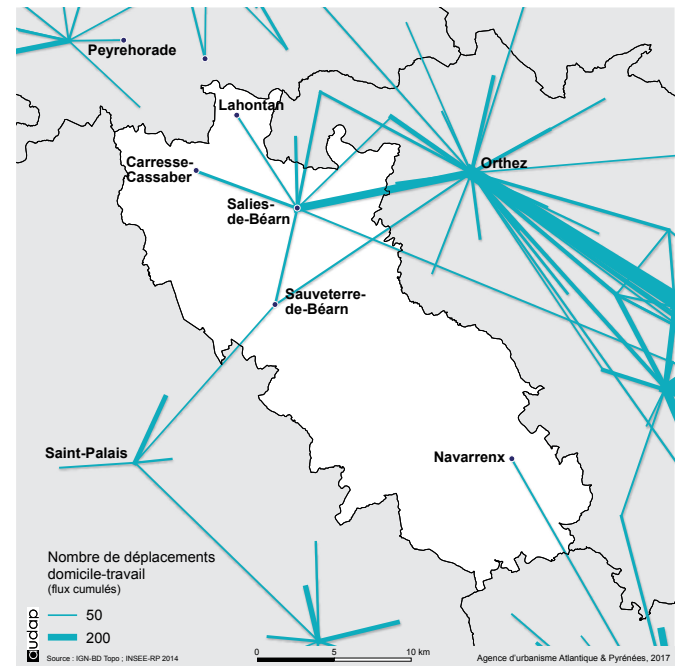 Peyrehorade
Lahontan
Carresse-
Cassaber
Orthez
Salies-
de-Béarn
Sauveterre-
de-Béarn
Saint-Palais
Navarrenx
Nombre de déplacements
domicile-travail
(flux cumulés)
50
200
audap
Source : IGN-BD Topo ; INSEE-RP 2014
0 5 10 km
Agence d'urbanisme Atlantique & Pyrénées, 2017